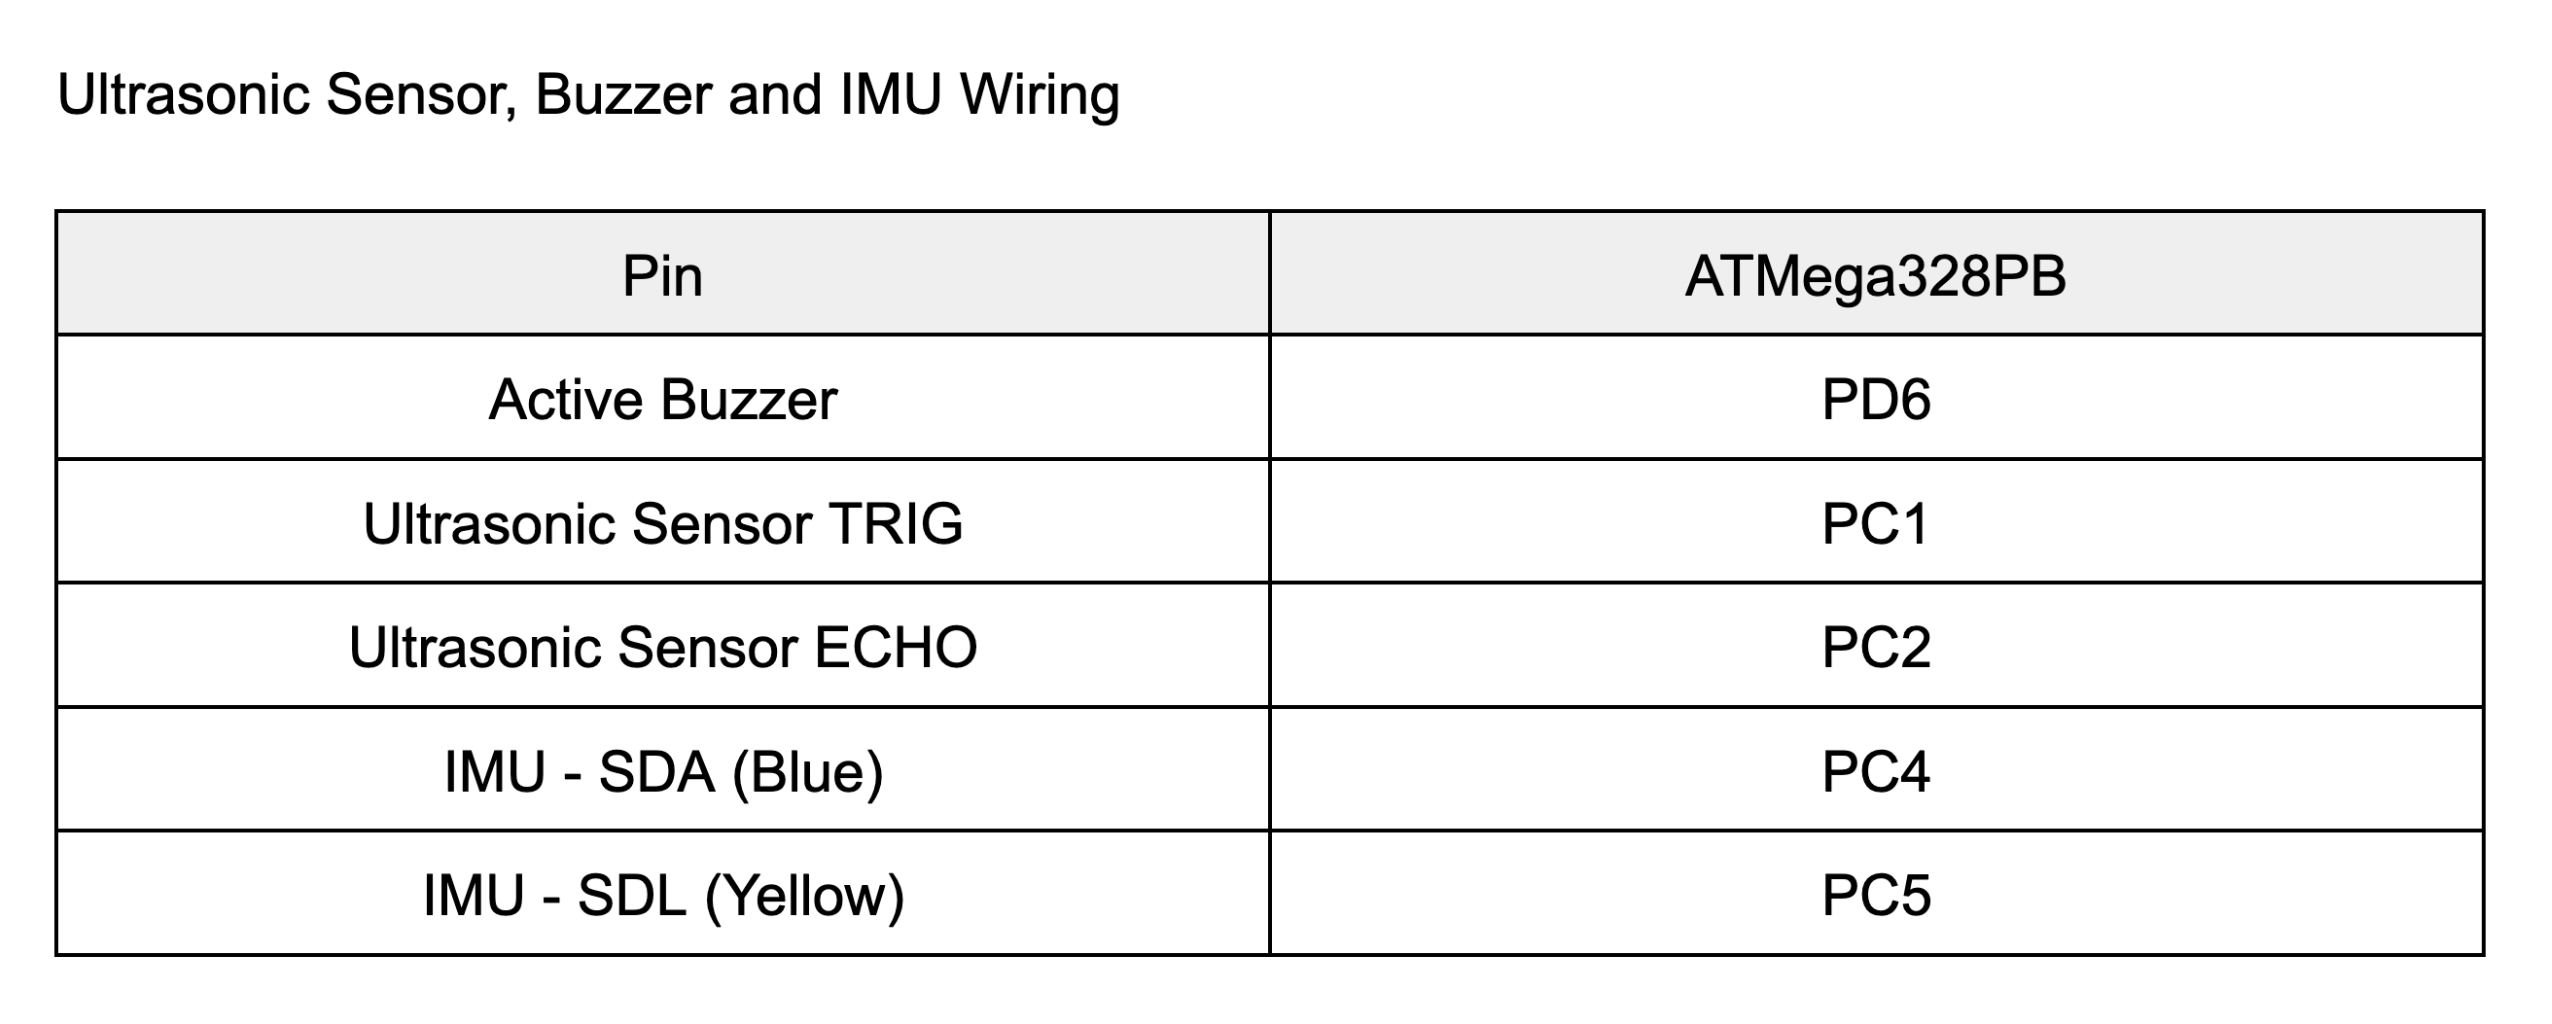 Ultrasonic Sensor, Buzzer and IMU Wiring
Pin ATMega328PB
Active Buzzer PD6
Ultrasonic Sensor TRIG PC1
Ultrasonic Sensor ECHO PC2
IMU - SDA (Blue) PC4
IMU - SDL (Yellow) PC5